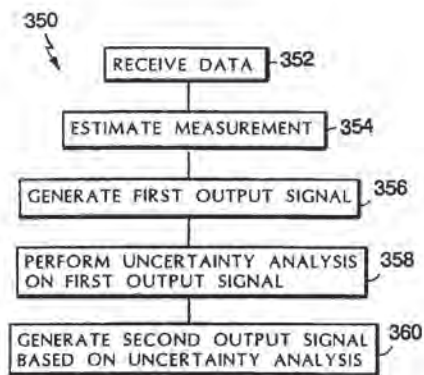 350
RECEIVE DATA
352
ESTIMATE MEASUREMENT
354
GENERATE FIRST OUTPUT SIGNAL
356
PERFORM UNCERTAINTY ANALYSIS
ON FIRST OUTPUT SIGNAL
358
GENERATE SECOND OUTPUT SIGNAL
BASED ON UNCERTAINTY ANALYSIS
360